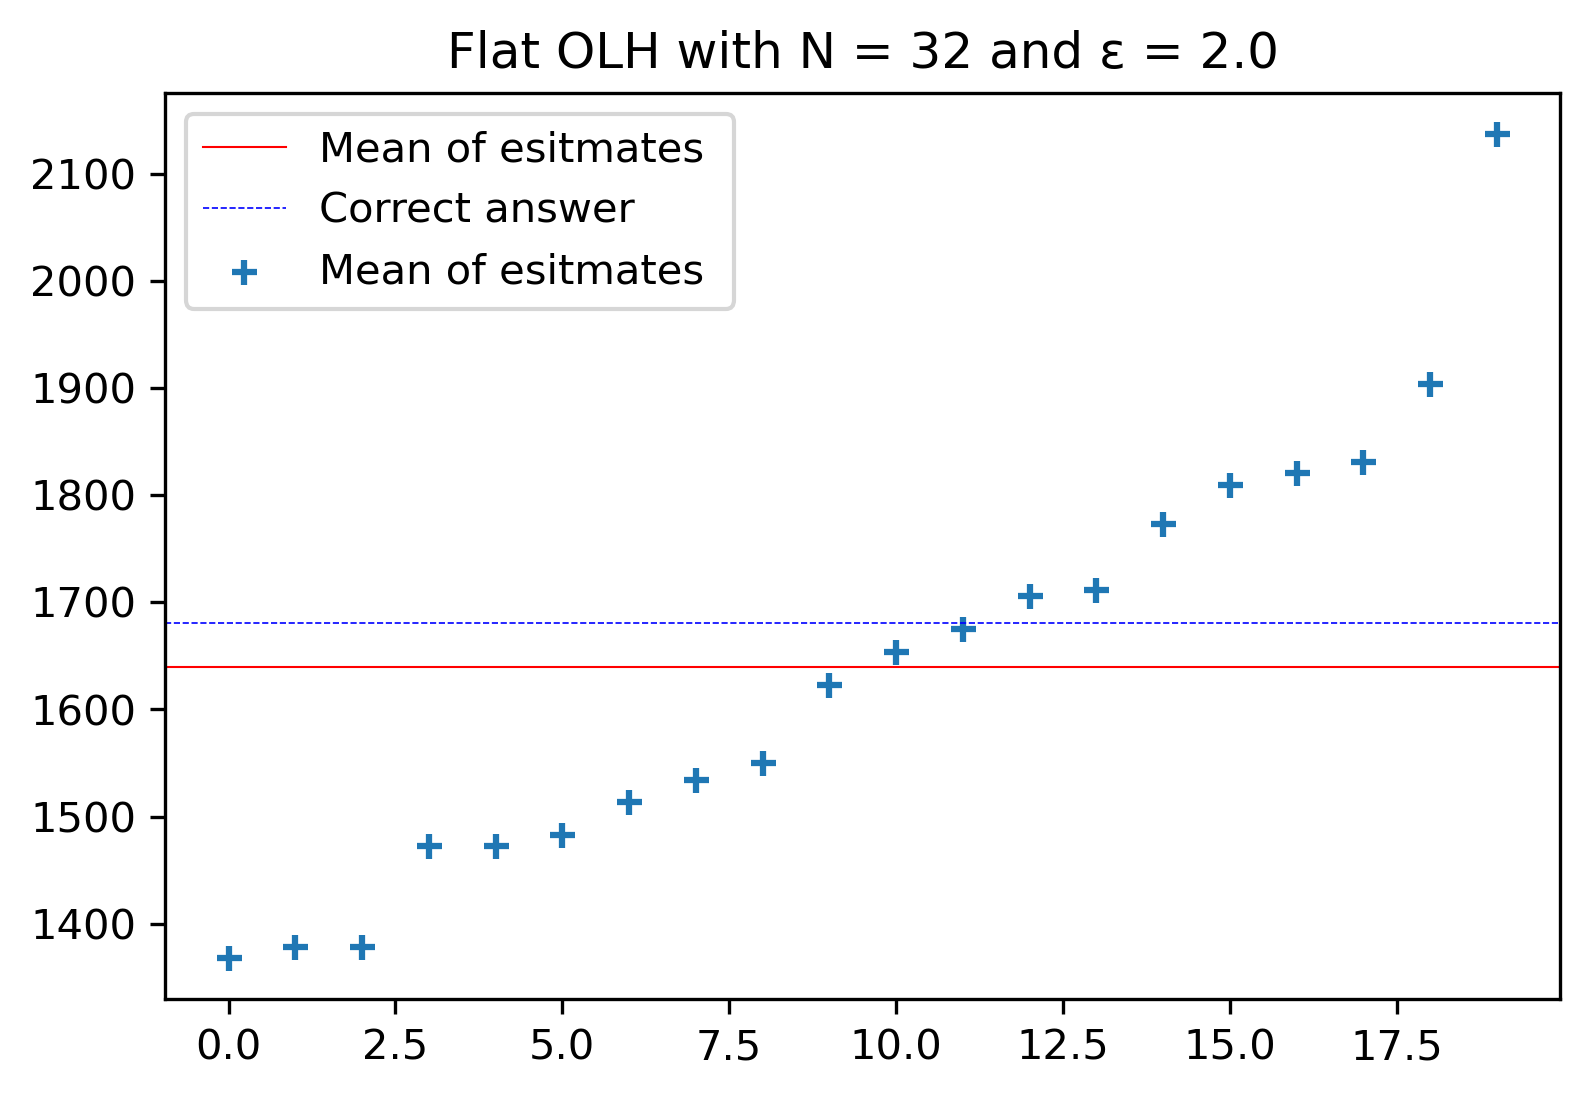 Flat OLH with N = 32 and ε = 2.0
Mean of esitmates
Correct answer
Mean of esitmates
2100
2000
1900
1800
1700
1600
1500
1400
0.0 2.5 5.0 7.5 10.0 12.5 15.0 17.5